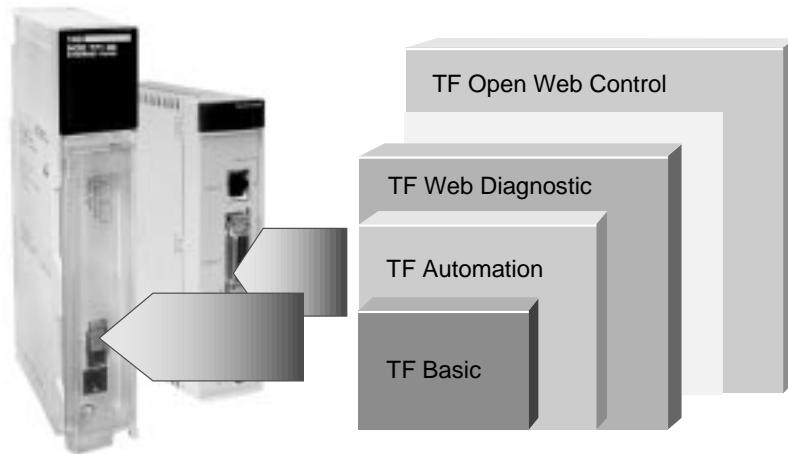 TF Open Web Control
TF Web Diagnostic
TF Automation
TF Basic